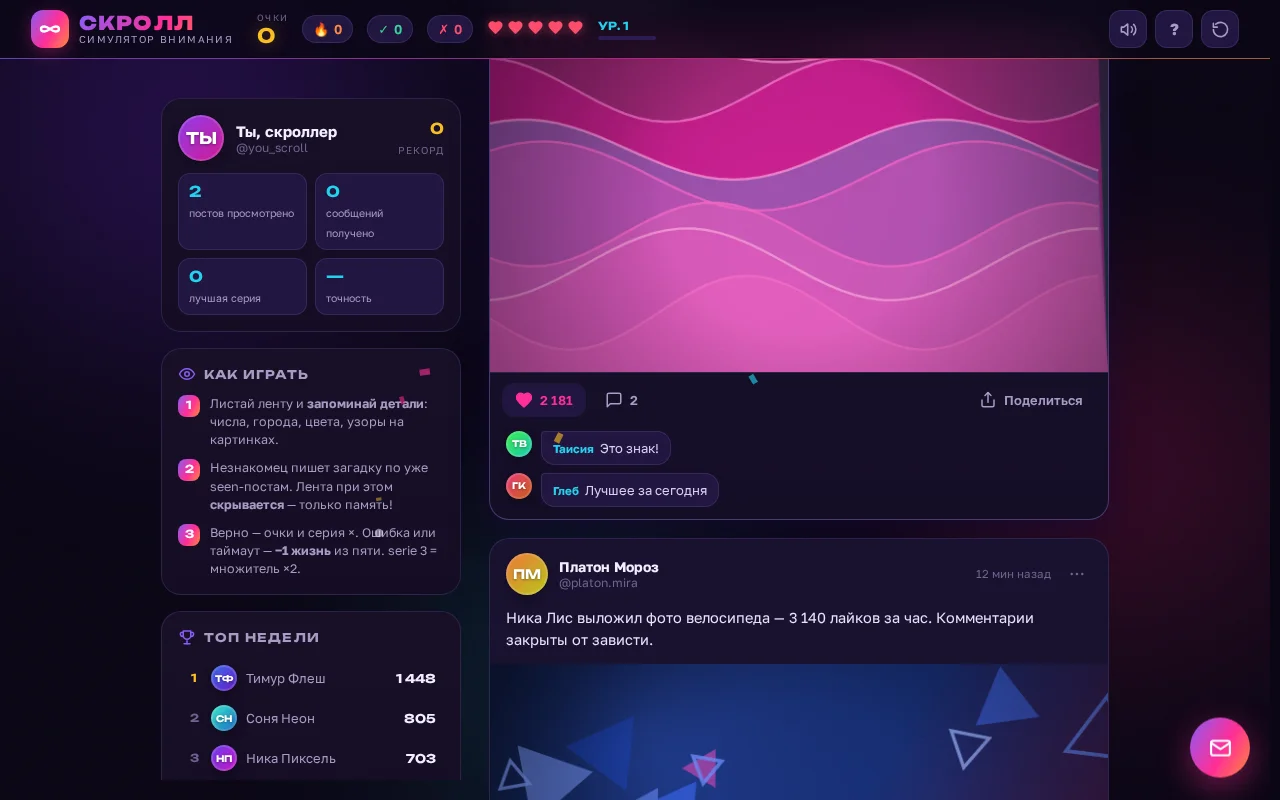 СКРОЛЛ
СИМУЛЯТОР ВНИМАНИЯ
ОЧКИ
0
🔥 0
✓ 0
✗ 0
УР.1
?
ТЫ
Ты, скроллер
@you_scroll
0
РЕКОРД
2
постов просмотрено
0
сообщений
получено
0
лучшая серия
—
точность
КАК ИГРАТЬ
1
Листай ленту и запоминай детали:
числа, города, цвета, узоры на
картинках.
2
Незнакомец пишет загадку по уже
seen-постам. Лента при этом
скрывается — только память!
3
Верно — очки и серия ×. Ошибка или
таймаут — −1 жизнь из пяти. serie 3 =
множитель ×2.
ТОП НЕДЕЛИ
1 ТФ Тимур Флеш 1 448
2 СН Соня Неон 805
3 НП Ника Пиксель 703
2 181
2
Поделиться
ТВ
Таисия Это знак!
ГК
Глеб Лучшее за сегодня
ПМ
Платон Мороз
@platon.mira
12 мин назад
Ника Лис выложил фото велосипеда — 3 140 лайков за час. Комментарии
закрыты от зависти.